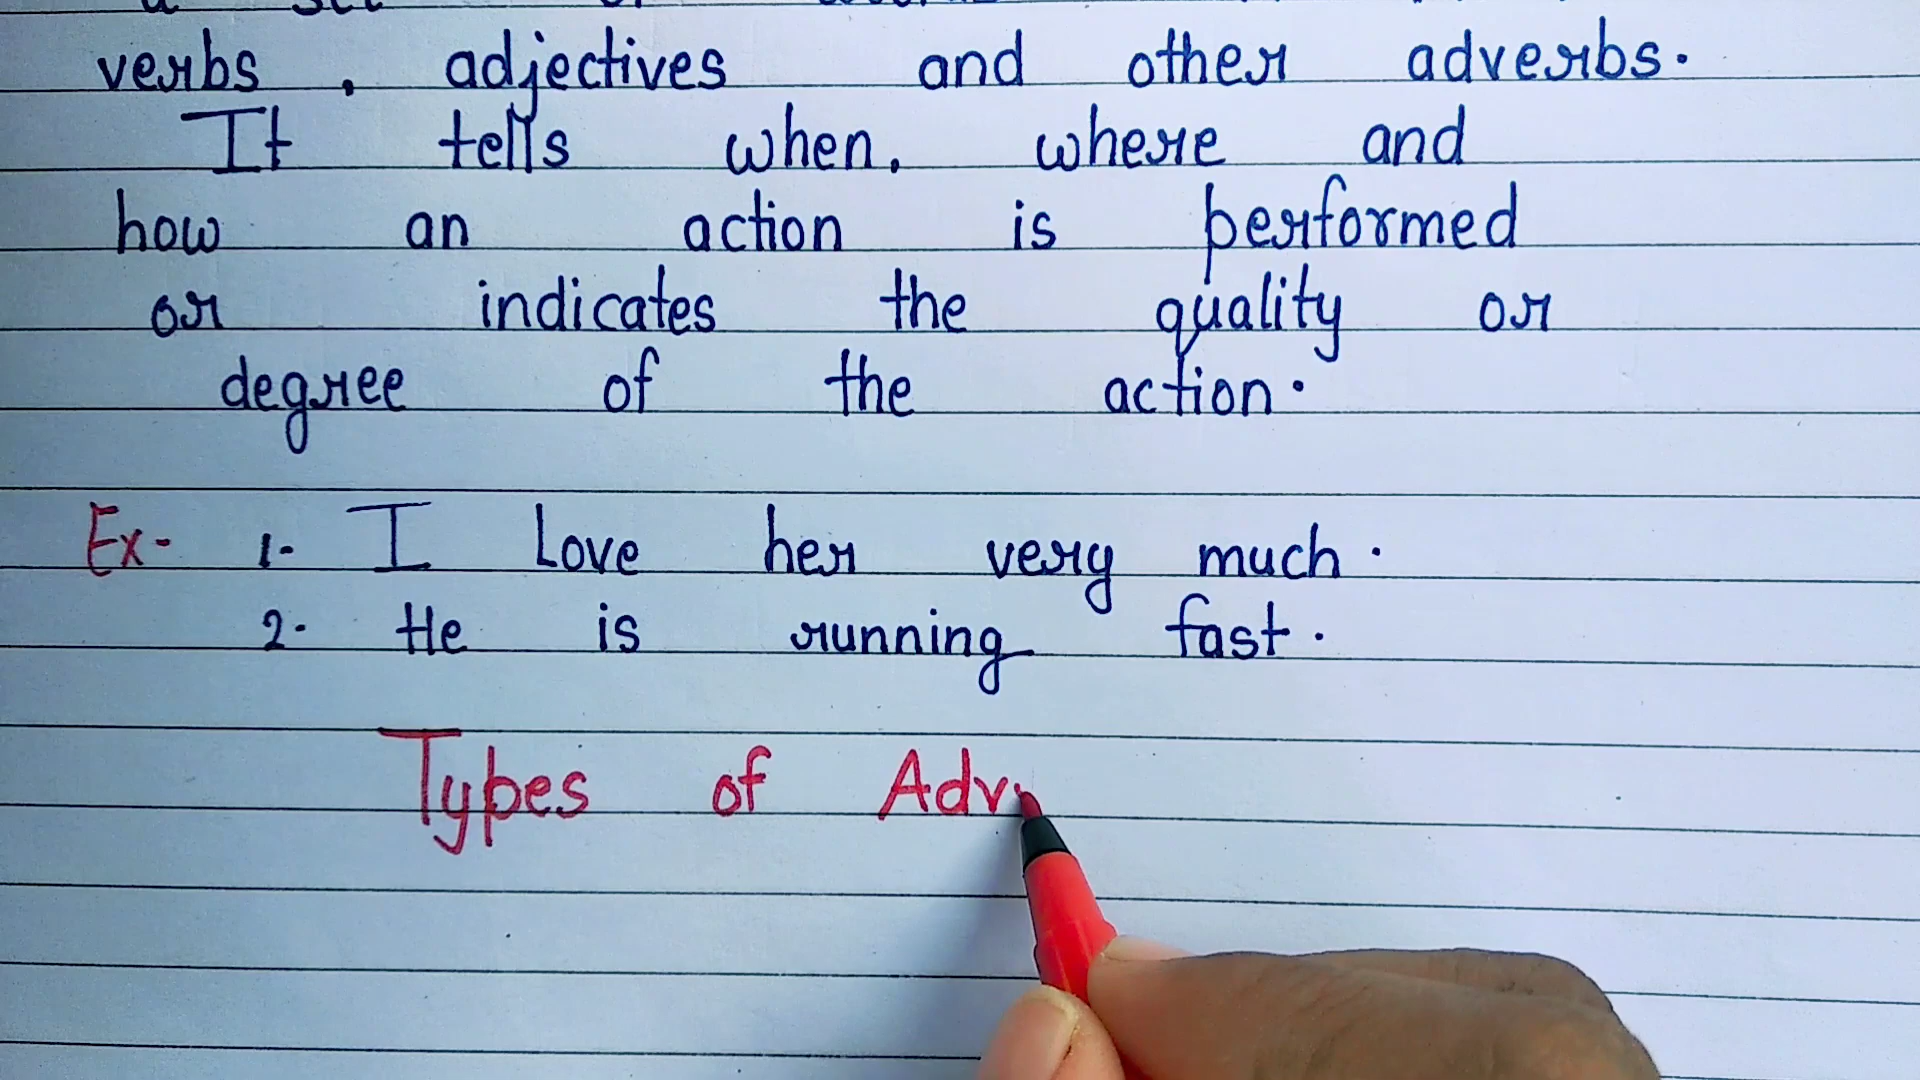 verbs , adjectives and other adverbs.
It tells when, where and
how an action is performed
or indicates the quality or
degree of the action.
Ex- 1- I Love her very much.
2- He is running fast.
Types of Adv